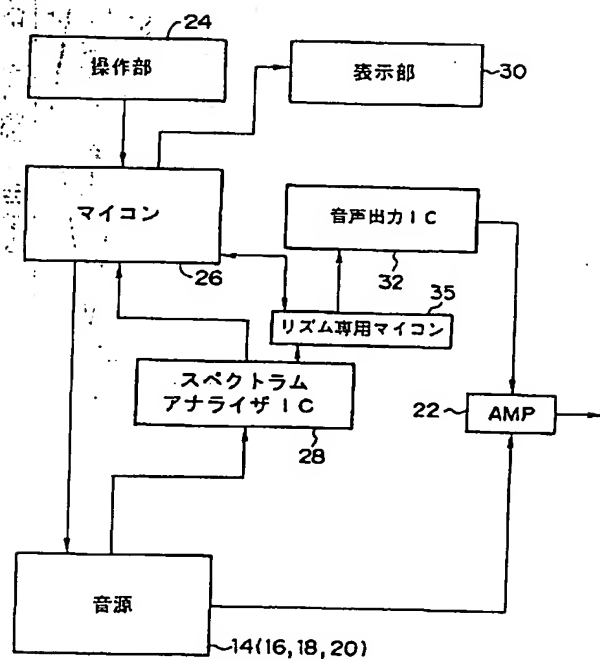 24
操作部
表示部
30
マイコン
26
音声出力IC
32
35
リズム専用マイコン
スペクトラム
アナライザIC
28
22
AMP
音源
14(16,18,20)